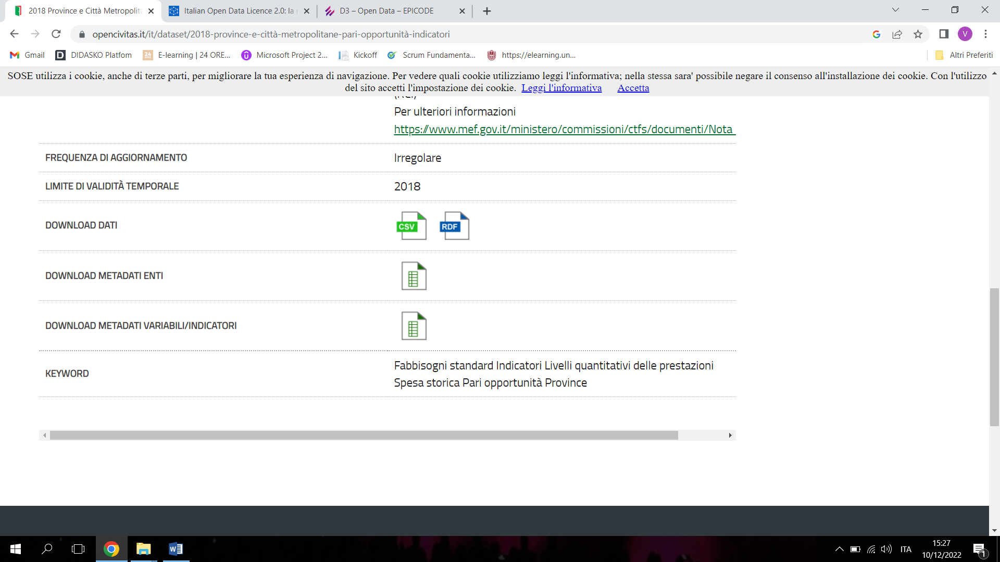 2018 Province e Città Metropolita
Italian Open Data Licence 2.0: la
D3 – Open Data – EPICODE
opencivitas.it/it/dataset/2018-province-e-città-metropolitane-pari-opportunità-indicatori
V
Gmail
DIDASKO Platfom
E-learning | 24 ORE...
Microsoft Project 2...
Kickoff
Scrum Fundamenta...
https://elearning.un...
Altri Preferiti
SOSE utilizza i cookie, anche di terze parti, per migliorare la tua esperienza di navigazione. Per vedere quali cookie utilizziamo leggi l'informativa; nella stessa sara' possibile negare il consenso all'installazione dei cookie. Con l'utilizzo
del sito accetti l'impostazione dei cookie. Leggi l'informativa Accetta
Per ulteriori informazioni
https://www.mef.gov.it/ministero/commissioni/ctfs/documenti/Nota_
FREQUENZA DI AGGIORNAMENTO
Irregolare
LIMITE DI VALIDITÀ TEMPORALE
2018
DOWNLOAD DATI
CSV
RDF
DOWNLOAD METADATI ENTI
DOWNLOAD METADATI VARIABILI/INDICATORI
KEYWORD
Fabbisogni standard Indicatori Livelli quantitativi delle prestazioni
Spesa storica Pari opportunità Province
ITA
15:27
10/12/2022
1